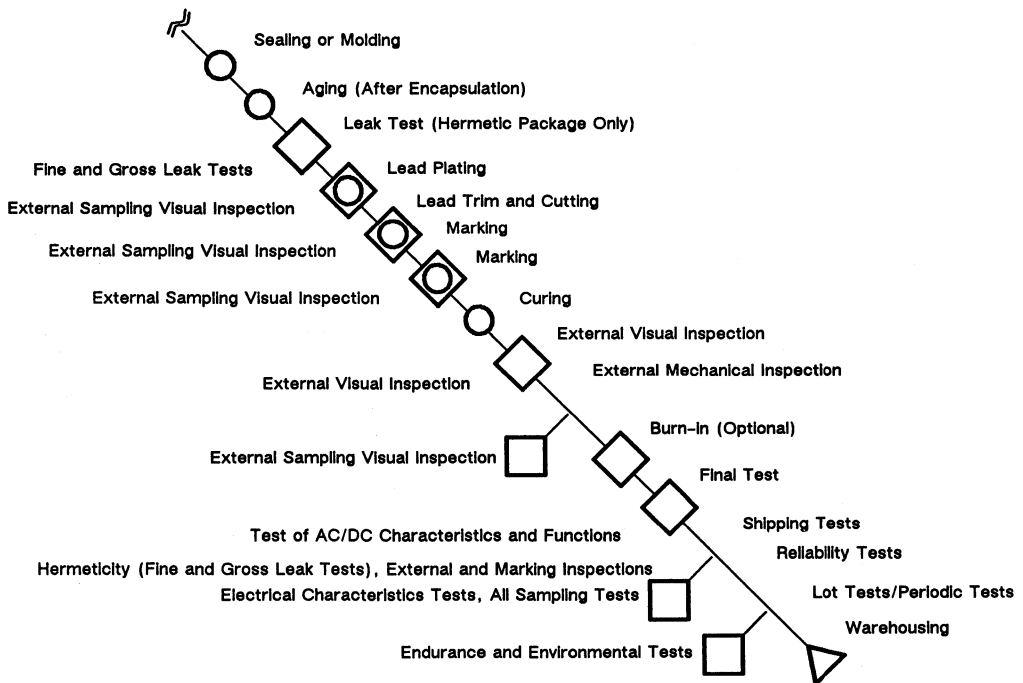 Sealing or Molding
Aging (After Encapsulation)
Leak Test (Hermetic Package Only)
Fine and Gross Leak Tests
Lead Plating
External Sampling Visual Inspection
Lead Trim and Cutting
Marking
External Sampling Visual Inspection
Marking
External Sampling Visual Inspection
Curing
External Visual Inspection
External Mechanical Inspection
External Visual Inspection
Burn-in (Optional)
External Sampling Visual Inspection
Final Test
Shipping Tests
Test of AC/DC Characteristics and Functions
Reliability Tests
Hermeticity (Fine and Gross Leak Tests), External and Marking Inspections
Electrical Characteristics Tests, All Sampling Tests
Lot Tests/Periodic Tests
Warehousing
Endurance and Environmental Tests